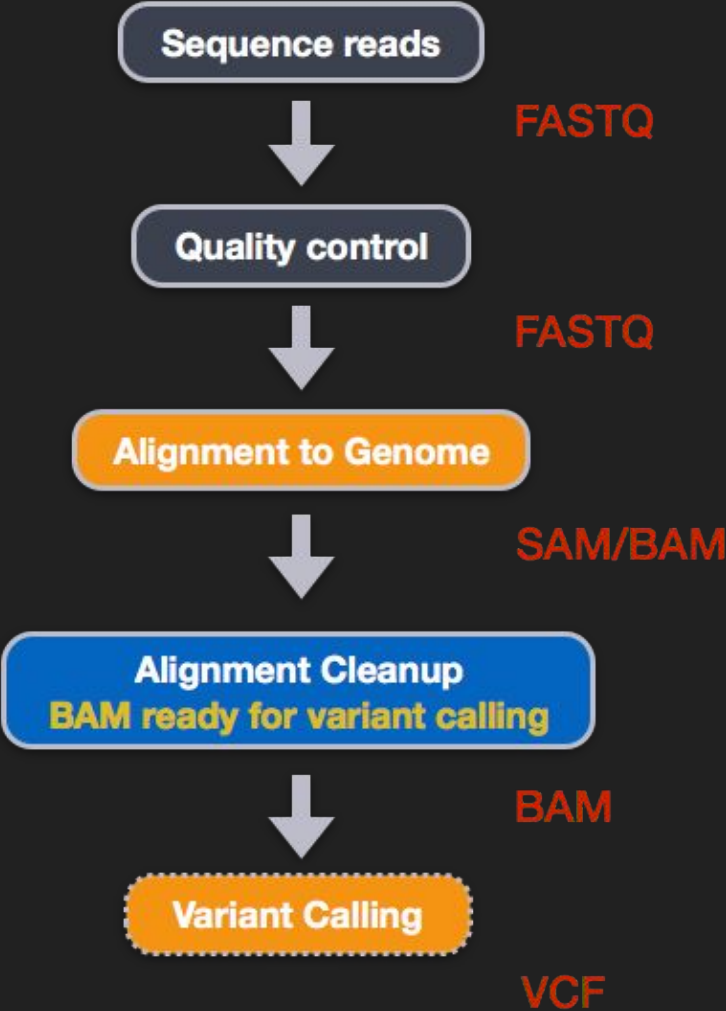 Sequence reads
FASTQ
Quality control
FASTQ
Alignment to Genome
SAM/BAM
Alignment Cleanup
BAM ready for variant calling
BAM
Variant Calling
VCF